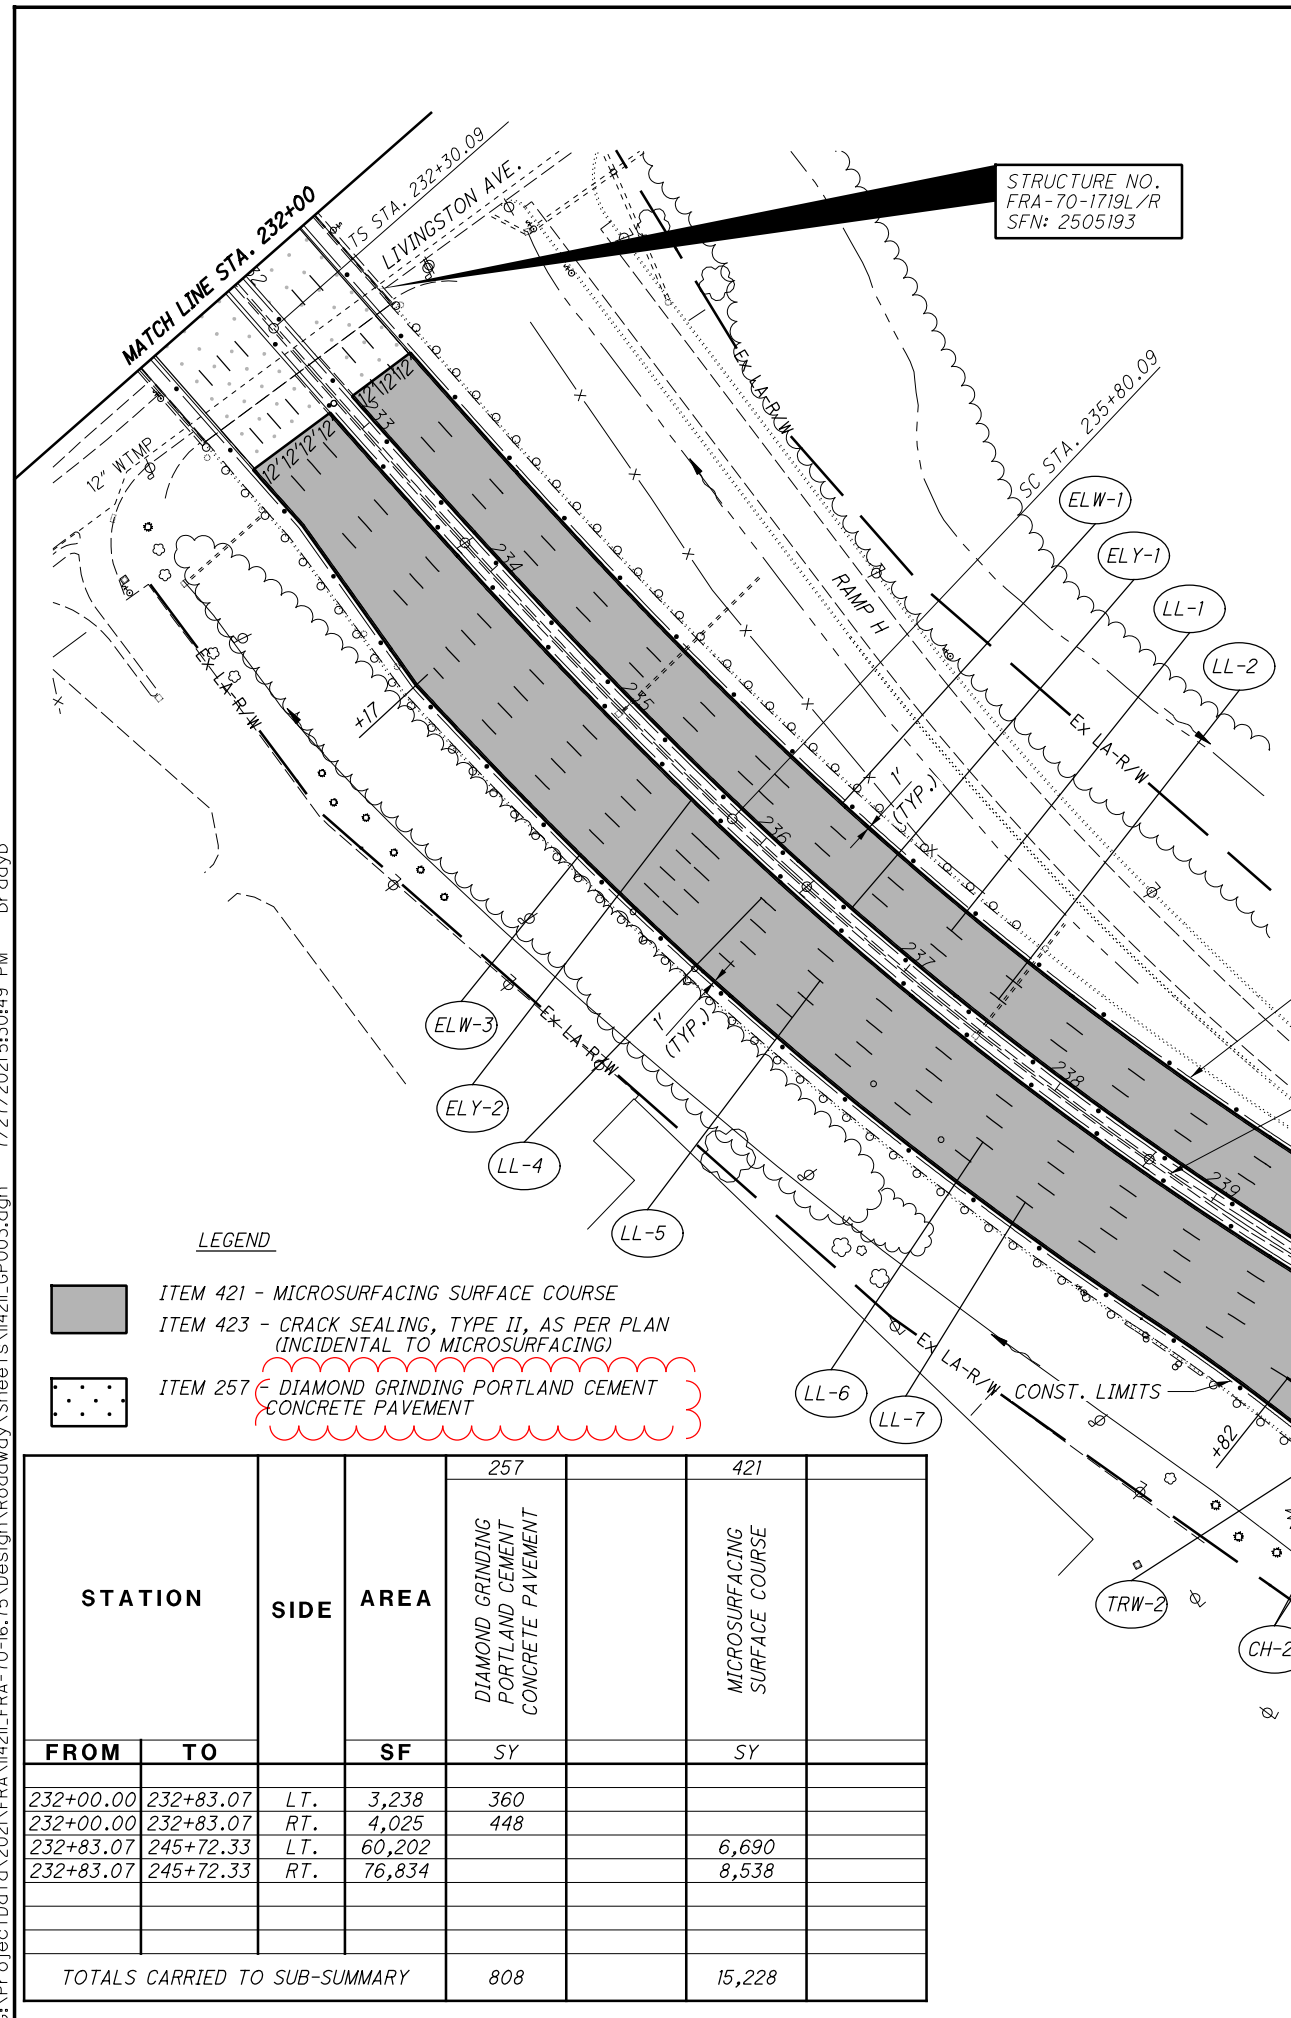 STRUCTURE NO.
FRA-70-1719L/R
SFN: 2505193
MATCH LINE STA. 232+00
TS STA. 232+30.09
LIVINGSTON AVE.
32
12'12'12'
233
12'12'12'12'
12" WTMP
Ex LA-R/W
SC STA. 235+80.09
ELW-1
ELY-1
LL-1
LL-2
RAMP H
234
235
+17
Ex LA-R/W
Ex LA-R/W
1'
(TYP.)
236
237
238
239
1'
(TYP.)
ELW-3
ELY-2
LL-4
LL-5
Ex LA-R/W
LL-6
LL-7
Ex LA-R/W
CONST. LIMITS
+82
TRW-2
CH-2
LEGEND
ITEM 421 - MICROSURFACING SURFACE COURSE
ITEM 423 - CRACK SEALING, TYPE II, AS PER PLAN
(INCIDENTAL TO MICROSURFACING)
ITEM 257 - DIAMOND GRINDING PORTLAND CEMENT
CONCRETE PAVEMENT
257 421
STATION SIDE AREA
DIAMOND GRINDING
PORTLAND CEMENT
CONCRETE PAVEMENT
MICROSURFACING
SURFACE COURSE
FROM TO SF SY SY
232+00.00 232+83.07 LT. 3,238 360
232+00.00 232+83.07 RT. 4,025 448
232+83.07 245+72.33 LT. 60,202 6,690
232+83.07 245+72.33 RT. 76,834 8,538
TOTALS CARRIED TO SUB-SUMMARY 808 15,228